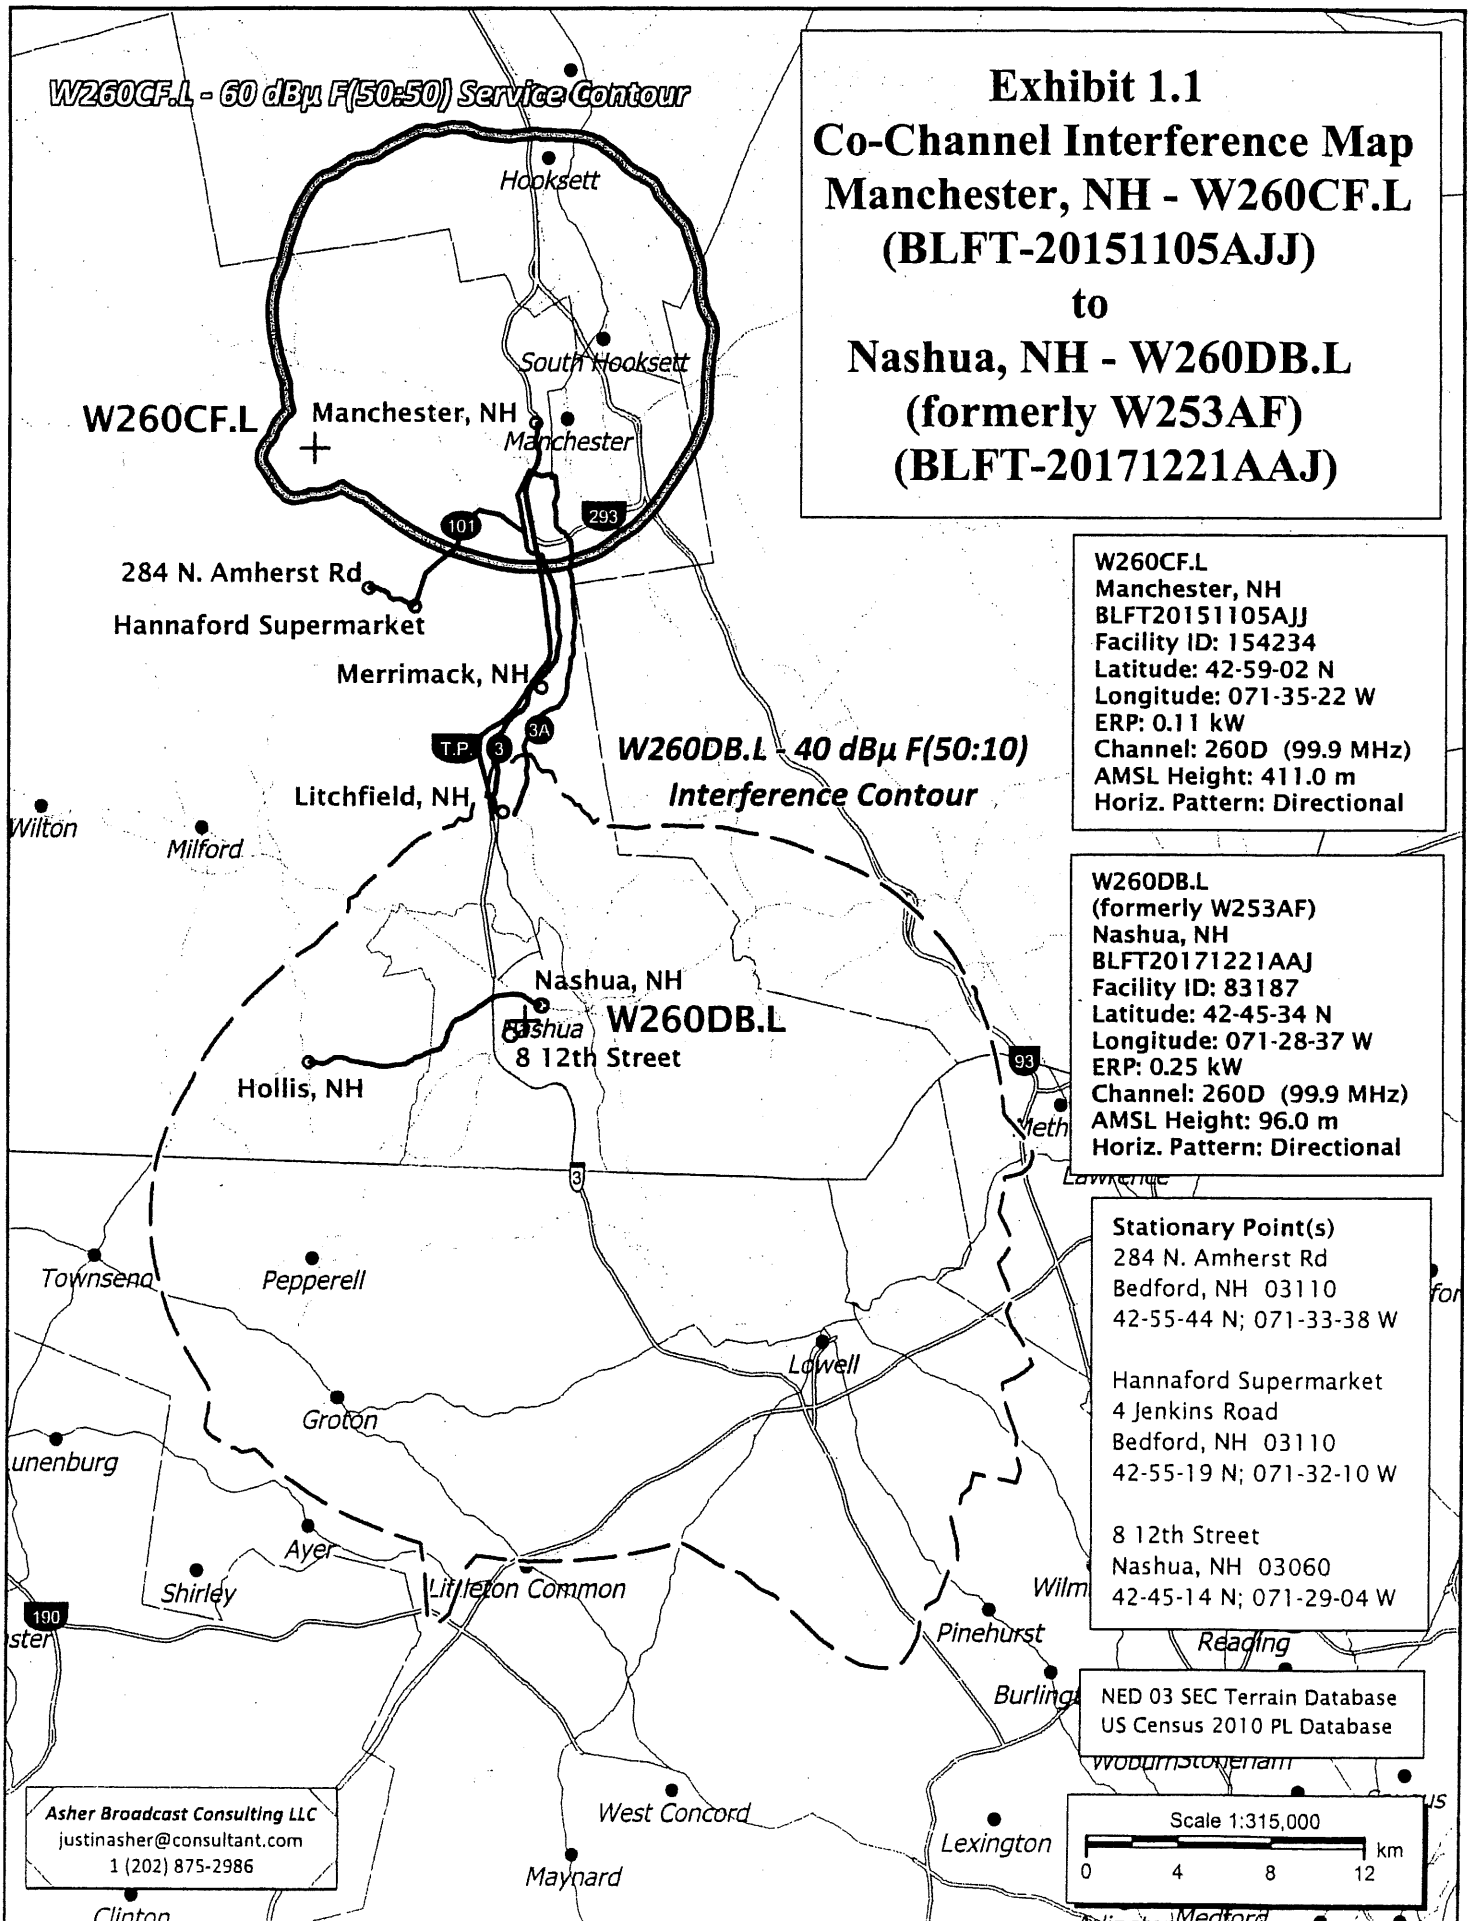 W260CF.L - 60 dBµ F(50:50) Service Contour
Exhibit 1.1
Co-Channel Interference Map
Manchester, NH - W260CF.L
(BLFT-20151105AJJ)
to
Nashua, NH - W260DB.L
(formerly W253AF)
(BLFT-20171221AAJ)
Hooksett
South Hooksett
W260CF.L
Manchester, NH
Manchester
101
293
284 N. Amherst Rd
Hannaford Supermarket
Merrimack, NH
3A
T.P.
3
W260DB.L - 40 dBµ F(50:10)
Interference Contour
Litchfield, NH
Wilton
Milford
W260CF.L
Manchester, NH
BLFT20151105AJJ
Facility ID: 154234
Latitude: 42-59-02 N
Longitude: 071-35-22 W
ERP: 0.11 kW
Channel: 260D (99.9 MHz)
AMSL Height: 411.0 m
Horiz. Pattern: Directional
W260DB.L
(formerly W253AF)
Nashua, NH
BLFT20171221AAJ
Facility ID: 83187
Latitude: 42-45-34 N
Longitude: 071-28-37 W
ERP: 0.25 kW
Channel: 260D (99.9 MHz)
AMSL Height: 96.0 m
Horiz. Pattern: Directional
Nashua, NH
Nashua
W260DB.L
8 12th Street
Hollis, NH
93
Meth
Lawrence
3
Townsend
Pepperell
Lowell
Groton
unenburg
Ayer
Shirley
Littleton Common
190
ster
Stationary Point(s)
284 N. Amherst Rd
Bedford, NH 03110
42-55-44 N; 071-33-38 W
Hannaford Supermarket
4 Jenkins Road
Bedford, NH 03110
42-55-19 N; 071-32-10 W
8 12th Street
Nashua, NH 03060
42-45-14 N; 071-29-04 W
for
Wilm
Pinehurst
Reading
Burling
NED 03 SEC Terrain Database
US Census 2010 PL Database
Woburn Stoneham
Asher Broadcast Consulting LLC
justinasher@consultant.com
1 (202) 875-2986
West Concord
Maynard
Lexington
Clinton
us
Scale 1:315,000
km
0 4 8 12
Medford